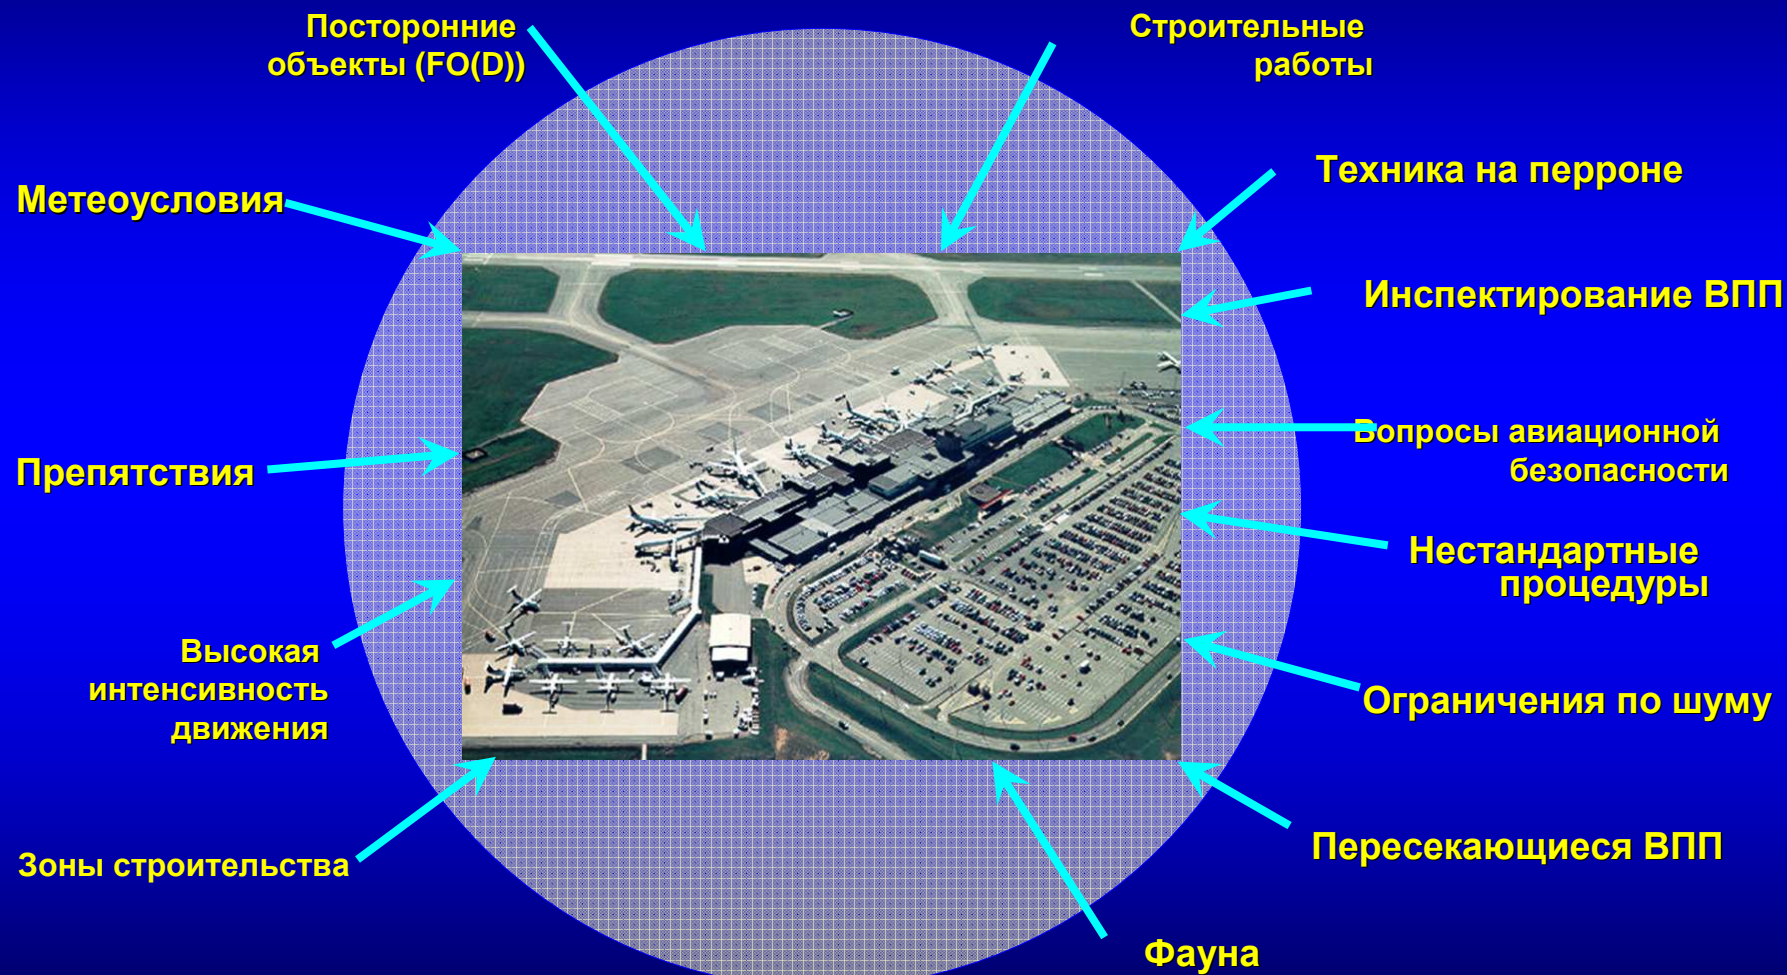 Посторонние
объекты (FO(D))
Строительные
работы
Метеоусловия
Техника на перроне
Инспектирование ВПП
Препятствия
Вопросы авиационной
безопасности
Нестандартные
процедуры
Высокая
интенсивность
движения
Ограничения по шуму
Зоны строительства
Пересекающиеся ВПП
Фауна